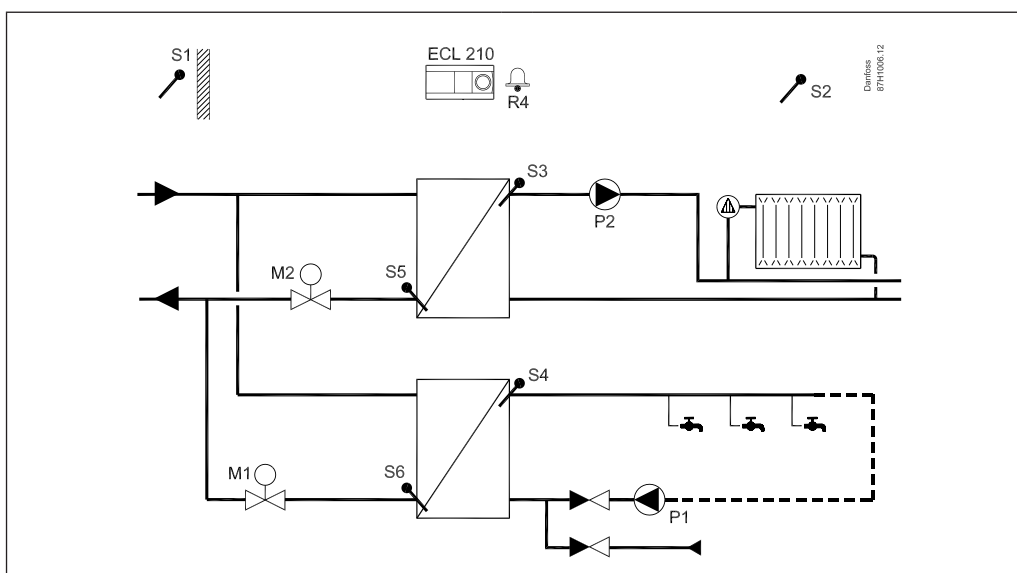 S1
ECL 210
R4
S2
Danfoss
87H1006.12
S3
P2
M2
S5
S4
M1
S6
P1